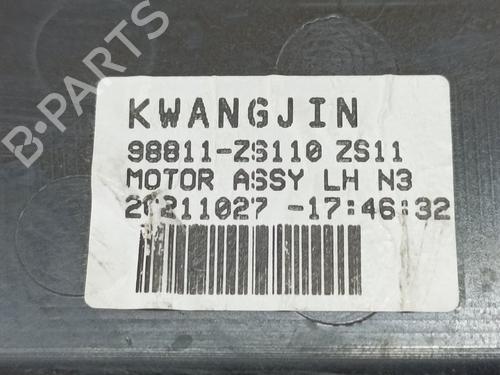 KWANGJIN
98811-ZS110 ZS11
MOTOR ASSY LH N3
20211027 -17:46:32
B-PARTS